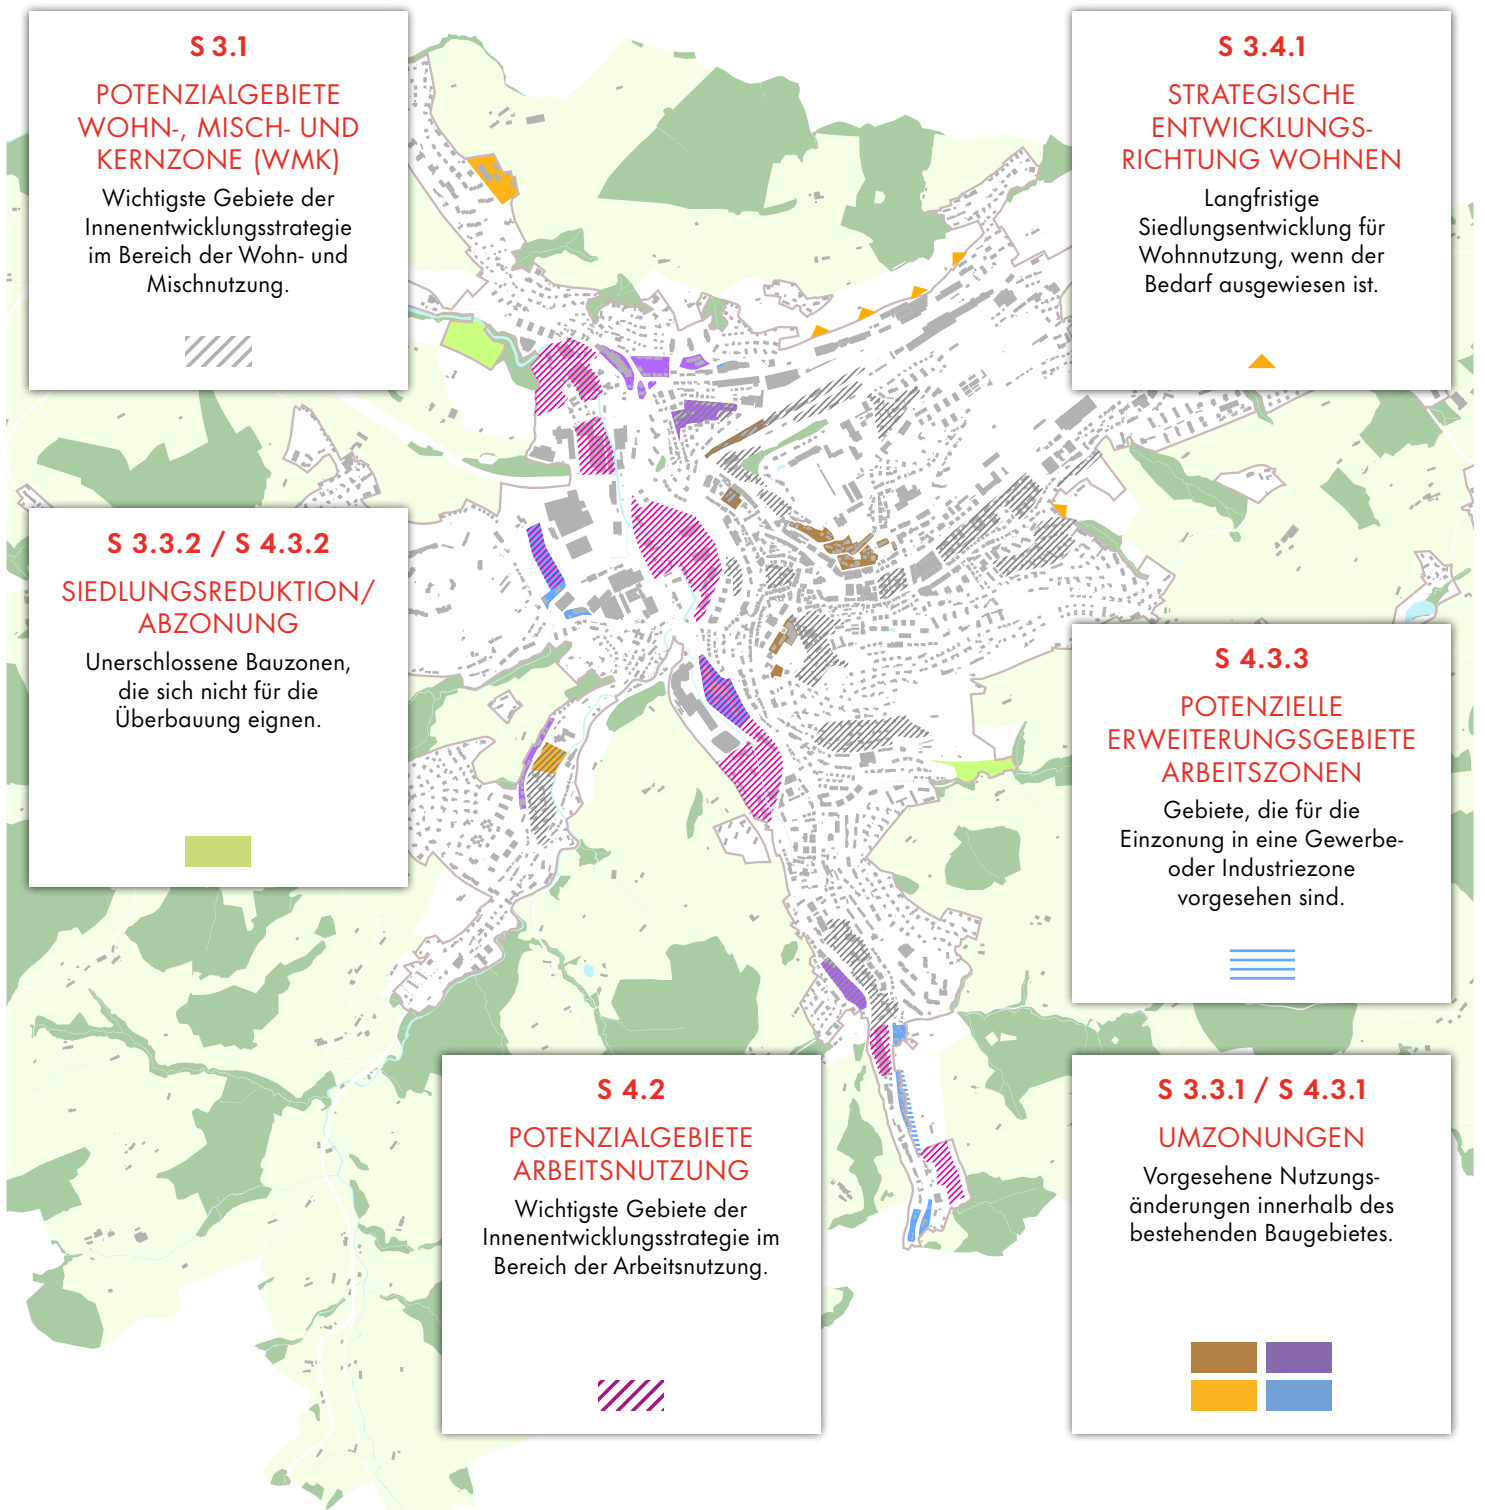 S 3.1
POTENZIALGEBIETE
WOHN-, MISCH- UND
KERNZONE (WMK)
Wichtigste Gebiete der
Innenentwicklungsstrategie
im Bereich der Wohn- und
Mischnutzung.
S 3.4.1
STRATEGISCHE
ENTWICKLUNGS-
RICHTUNG WOHNEN
Langfristige
Siedlungsentwicklung für
Wohnnutzung, wenn der
Bedarf ausgewiesen ist.
S 3.3.2 / S 4.3.2
SIEDLUNGSREDUKTION/
ABZONUNG
Unerschlossene Bauzonen,
die sich nicht für die
Überbauung eignen.
S 4.3.3
POTENZIELLE
ERWEITERUNGSGEBIETE
ARBEITSZONEN
Gebiete, die für die
Einzonung in eine Gewerbe-
oder Industriezone
vorgesehen sind.
S 4.2
POTENZIALGEBIETE
ARBEITSNUTZUNG
Wichtigste Gebiete der
Innenentwicklungsstrategie im
Bereich der Arbeitsnutzung.
S 3.3.1 / S 4.3.1
UMZONUNGEN
Vorgesehene Nutzungs-
änderungen innerhalb des
bestehenden Baugebietes.